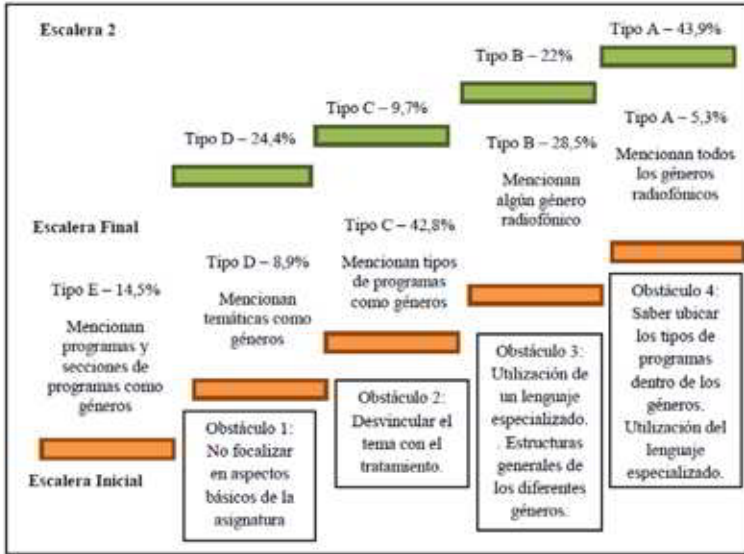 Escalera 2
Tipo A – 43,9%
Tipo B – 22%
Tipo C – 9,7%
Tipo D – 24,4%
Escalera Final
Tipo A – 5,3%
Mencionan todos
los géneros
radiofónicos
Tipo B – 28,5%
Mencionan
algún género
radiofónico
Tipo C – 42,8%
Mencionan tipos
de programas
como géneros
Tipo D – 8,9%
Mencionan
temáticas como
géneros
Tipo E – 14,5%
Mencionan
programas y
secciones de
programas como
géneros
Escalera Inicial
Obstáculo 1:
No focalizar
en aspectos
básicos de la
asignatura
Obstáculo 2:
Desvincular el
tema con el
tratamiento.
Obstáculo 3:
Utilización de
un lenguaje
especializado.
. Estructuras
generales de
los diferentes
géneros.
Obstáculo 4:
Saber ubicar
los tipos de
programas
dentro de los
géneros.
Utilización del
lenguaje
especializado.